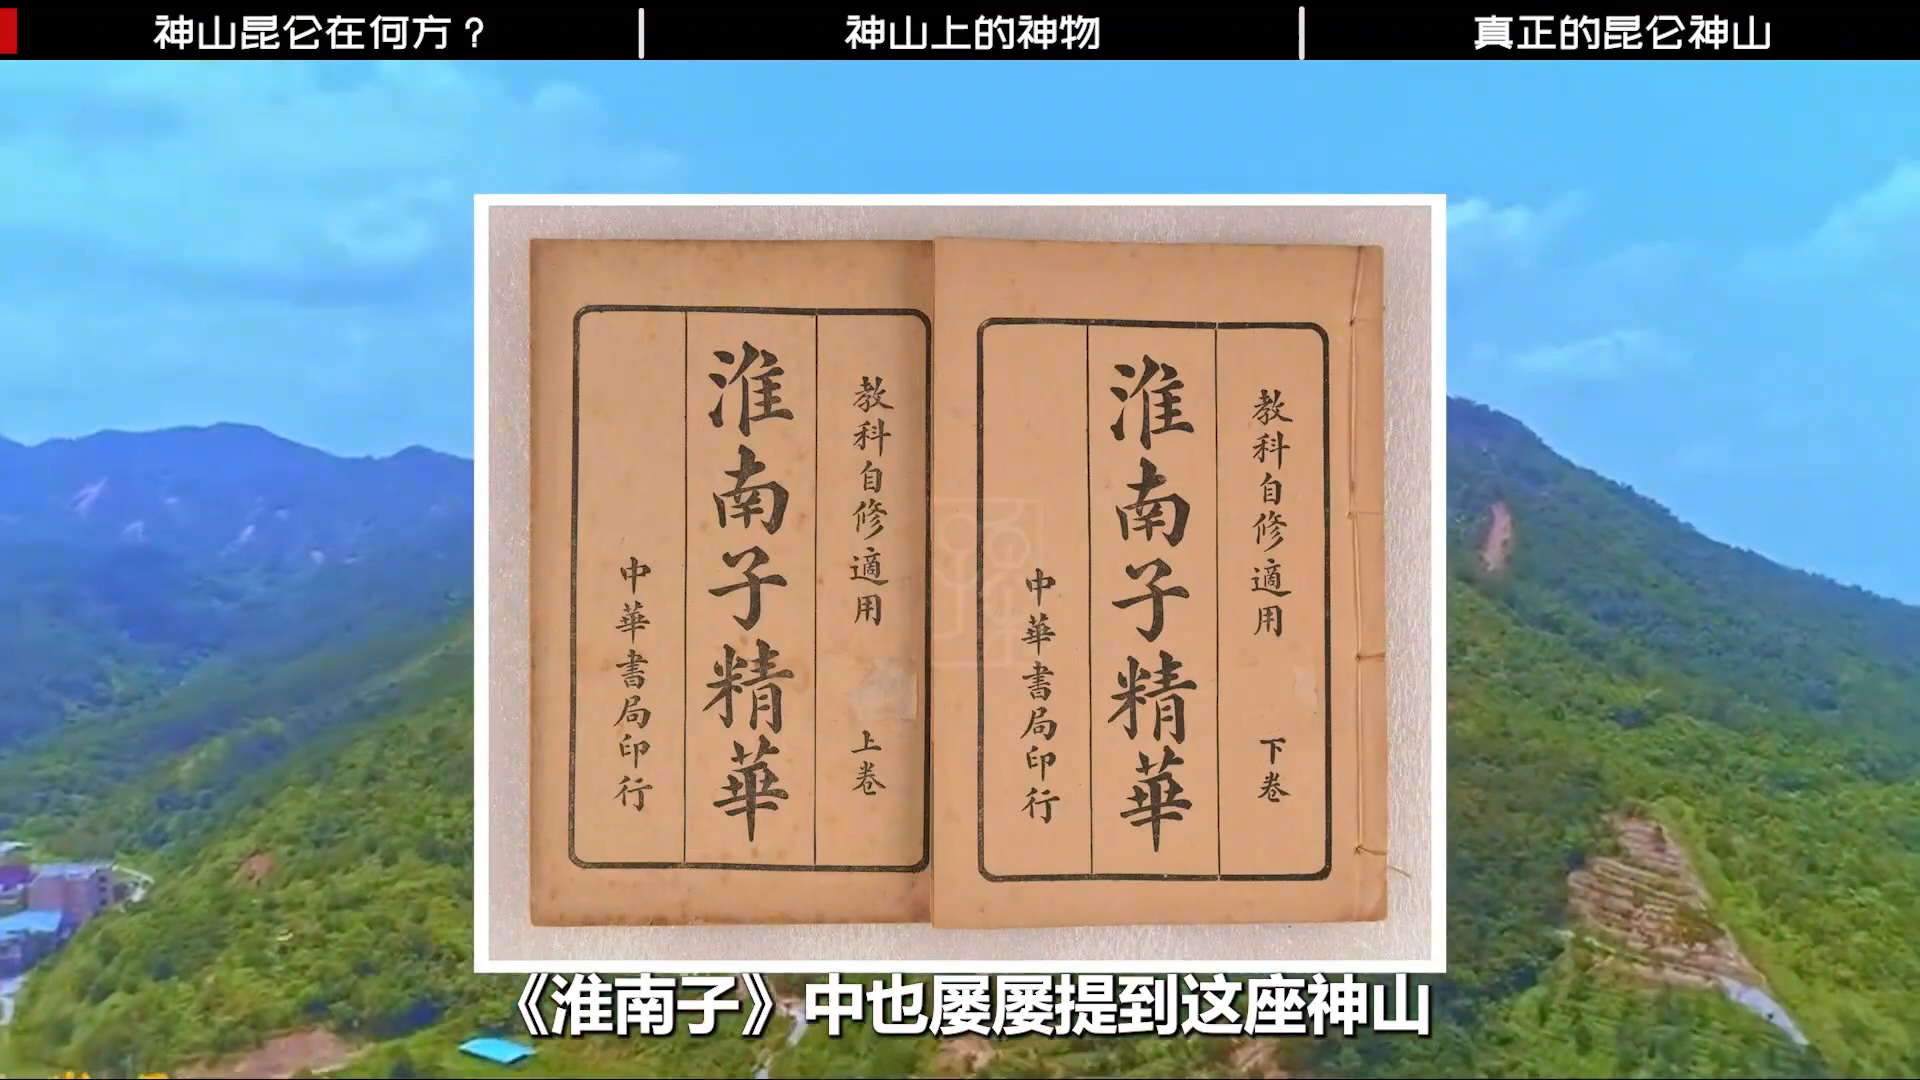 神山昆仑在何方？
神山上的神物
真正的昆仑神山
教科自修適用 上卷
淮南子精華
中華書局印行
教科自修適用 下卷
淮南子精華
中華書局印行
《淮南子》中也屡屡提到这座神山